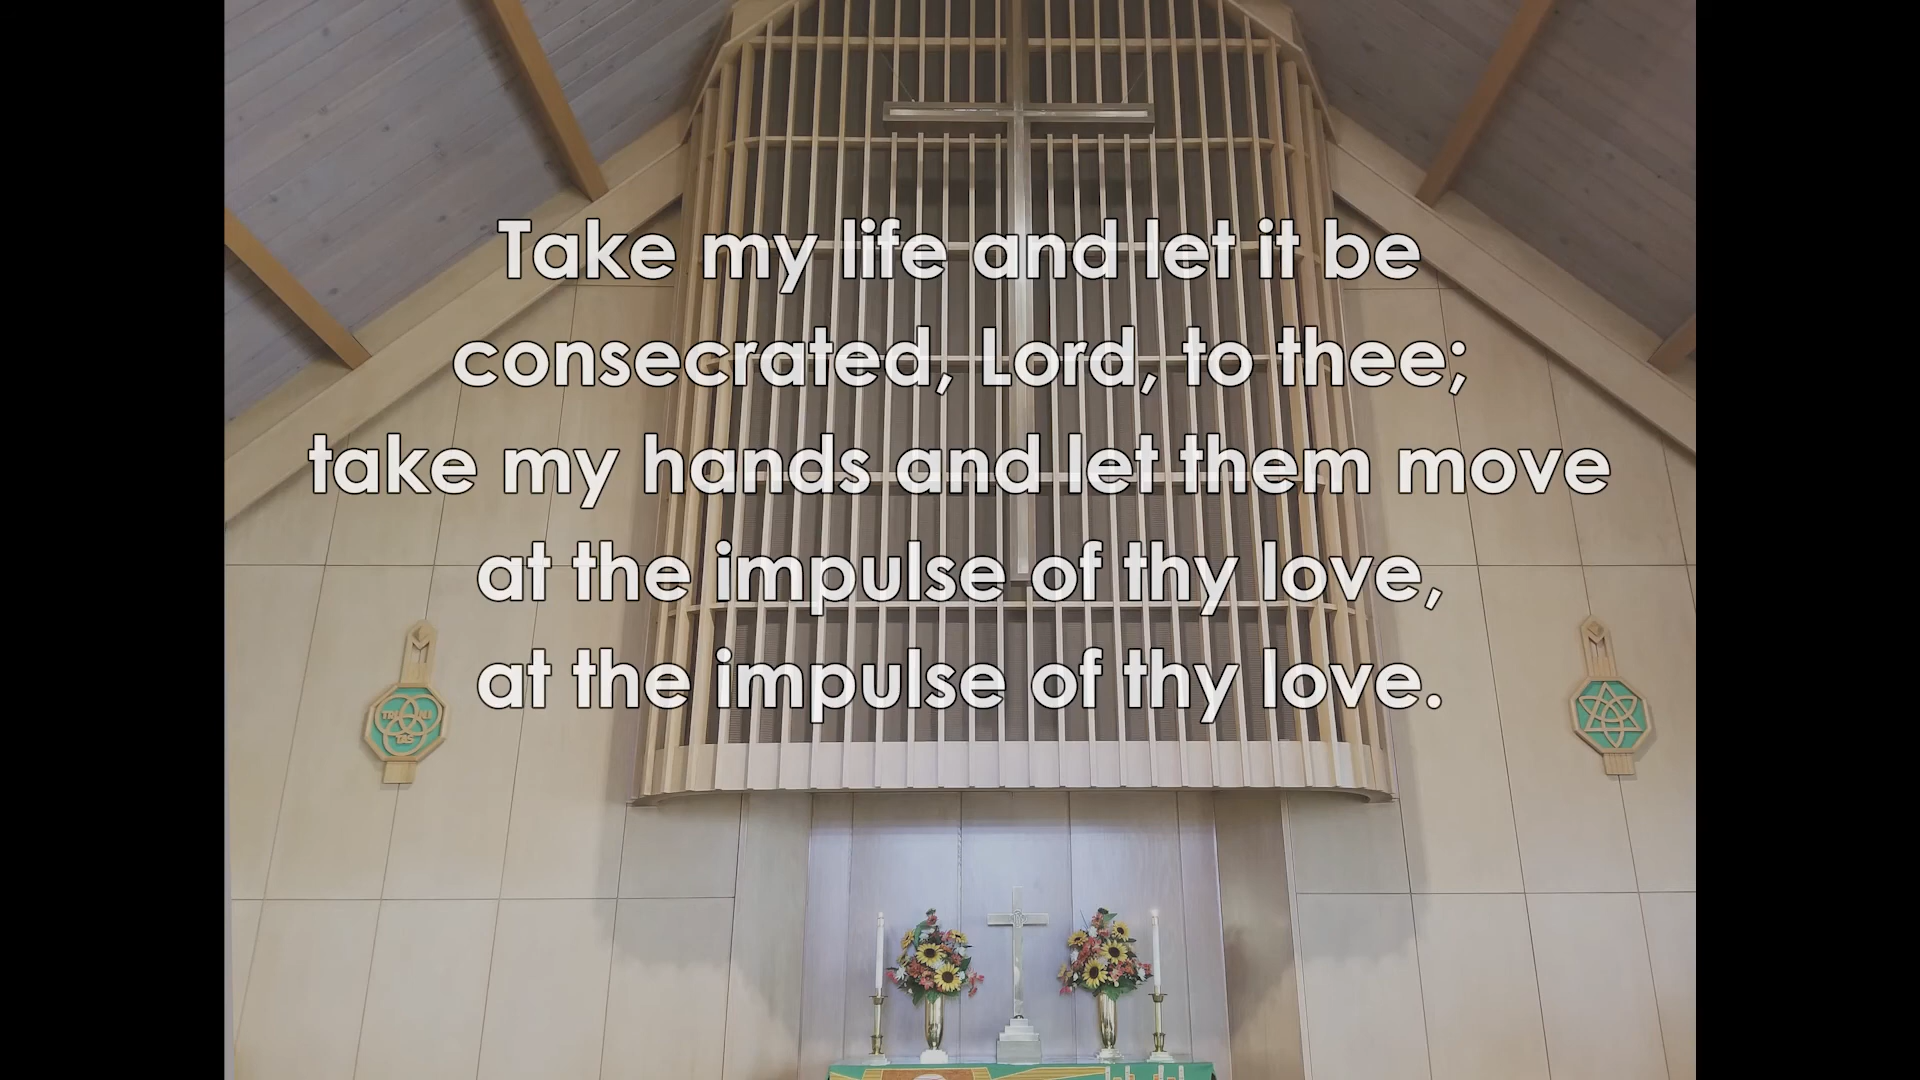 Take my life and let it be
consecrated, Lord, to thee;
take my hands and let them move
at the impulse of thy love,
at the impulse of thy love.